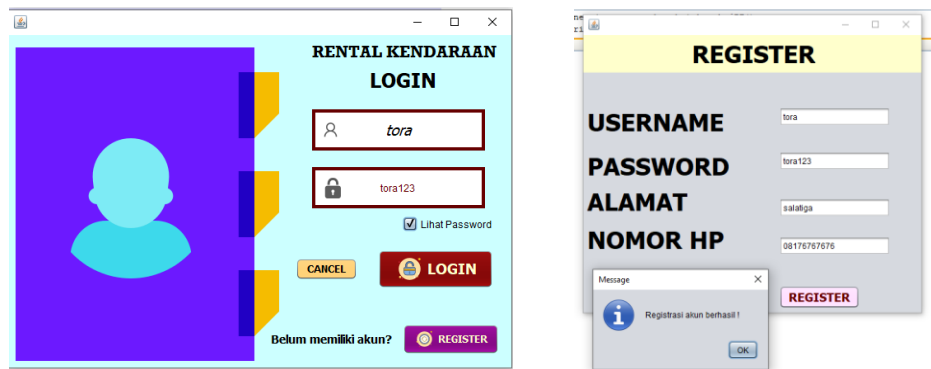 RENTAL KENDARAAN
LOGIN
tora
tora123
Lihat Password
CANCEL
LOGIN
Belum memiliki akun?
REGISTER
REGISTER
USERNAME
tora
PASSWORD
tora123
ALAMAT
salatiga
NOMOR HP
08176767676
REGISTER
Message
Registrasi akun berhasil !
OK